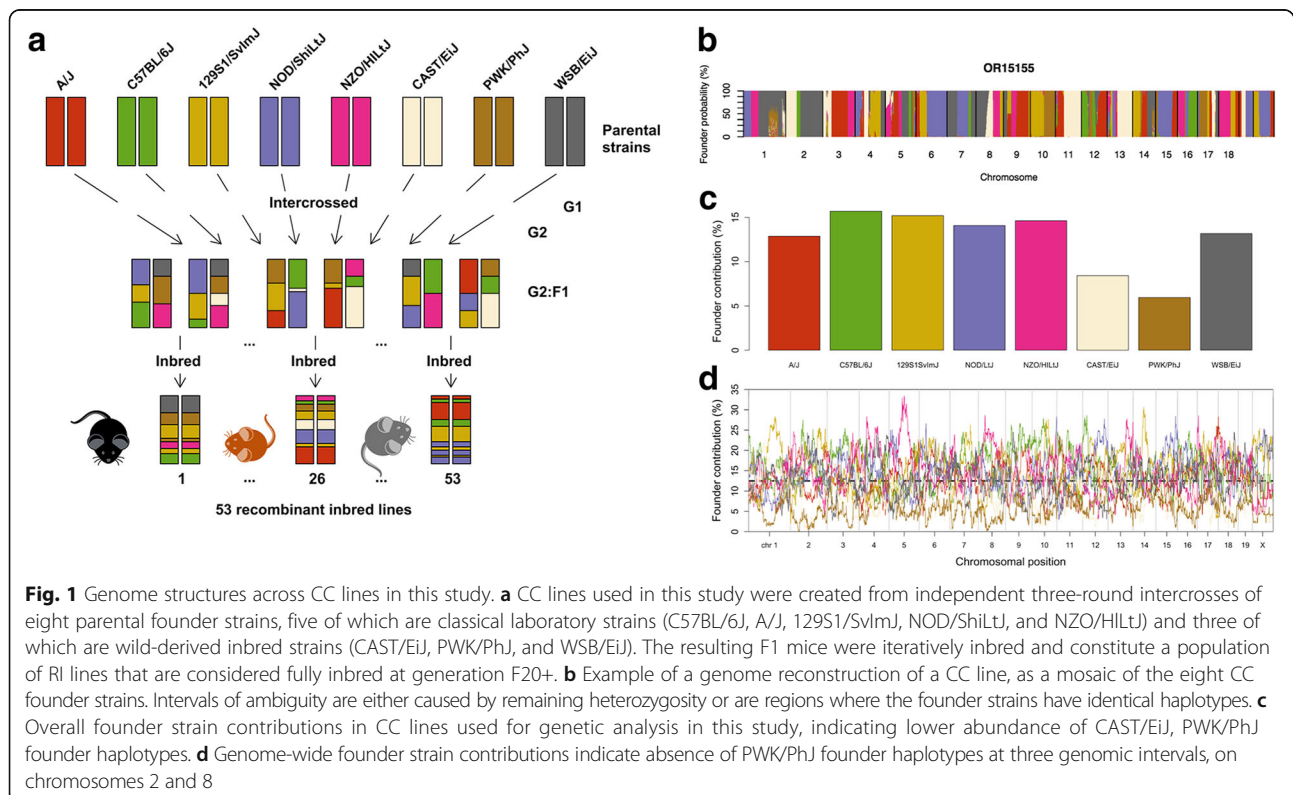 a
A/J
C57BL/6J
129S1/SvImJ
NOD/ShiLtJ
NZO/HILtJ
CAST/EiJ
PWK/PhJ
WSB/EiJ
Parental
strains
Intercrossed
G1
G2
G2:F1
... ...
Inbred Inbred Inbred
1 ... 26 ... 53
53 recombinant inbred lines
b
OR15155
Founder probability (%)
100
50
0
1 2 3 4 5 6 7 8 9 10 11 12 13 14 15 16 17 18
Chromosome
c
Founder contribution (%)
15
10
5
0
A/J C57BL/6J 129S1SvImJ NOD/LtJ NZO/HILtJ CAST/EiJ PWK/PhJ WSB/EiJ
d
Founder contribution (%)
35
30
25
20
15
10
5
0
chr 1 2 3 4 5 6 7 8 9 10 11 12 13 14 15 16 17 18 19 X
Chromosomal position
Fig. 1 Genome structures across CC lines in this study. a CC lines used in this study were created from independent three-round intercrosses of
eight parental founder strains, five of which are classical laboratory strains (C57BL/6J, A/J, 129S1/SvImJ, NOD/ShiLtJ, and NZO/HILtJ) and three of
which are wild-derived inbred strains (CAST/EiJ, PWK/PhJ, and WSB/EiJ). The resulting F1 mice were iteratively inbred and constitute a population
of RI lines that are considered fully inbred at generation F20+. b Example of a genome reconstruction of a CC line, as a mosaic of the eight CC
founder strains. Intervals of ambiguity are either caused by remaining heterozygosity or are regions where the founder strains have identical haplotypes. c
Overall founder strain contributions in CC lines used for genetic analysis in this study, indicating lower abundance of CAST/EiJ, PWK/PhJ
founder haplotypes. d Genome-wide founder strain contributions indicate absence of PWK/PhJ founder haplotypes at three genomic intervals, on
chromosomes 2 and 8